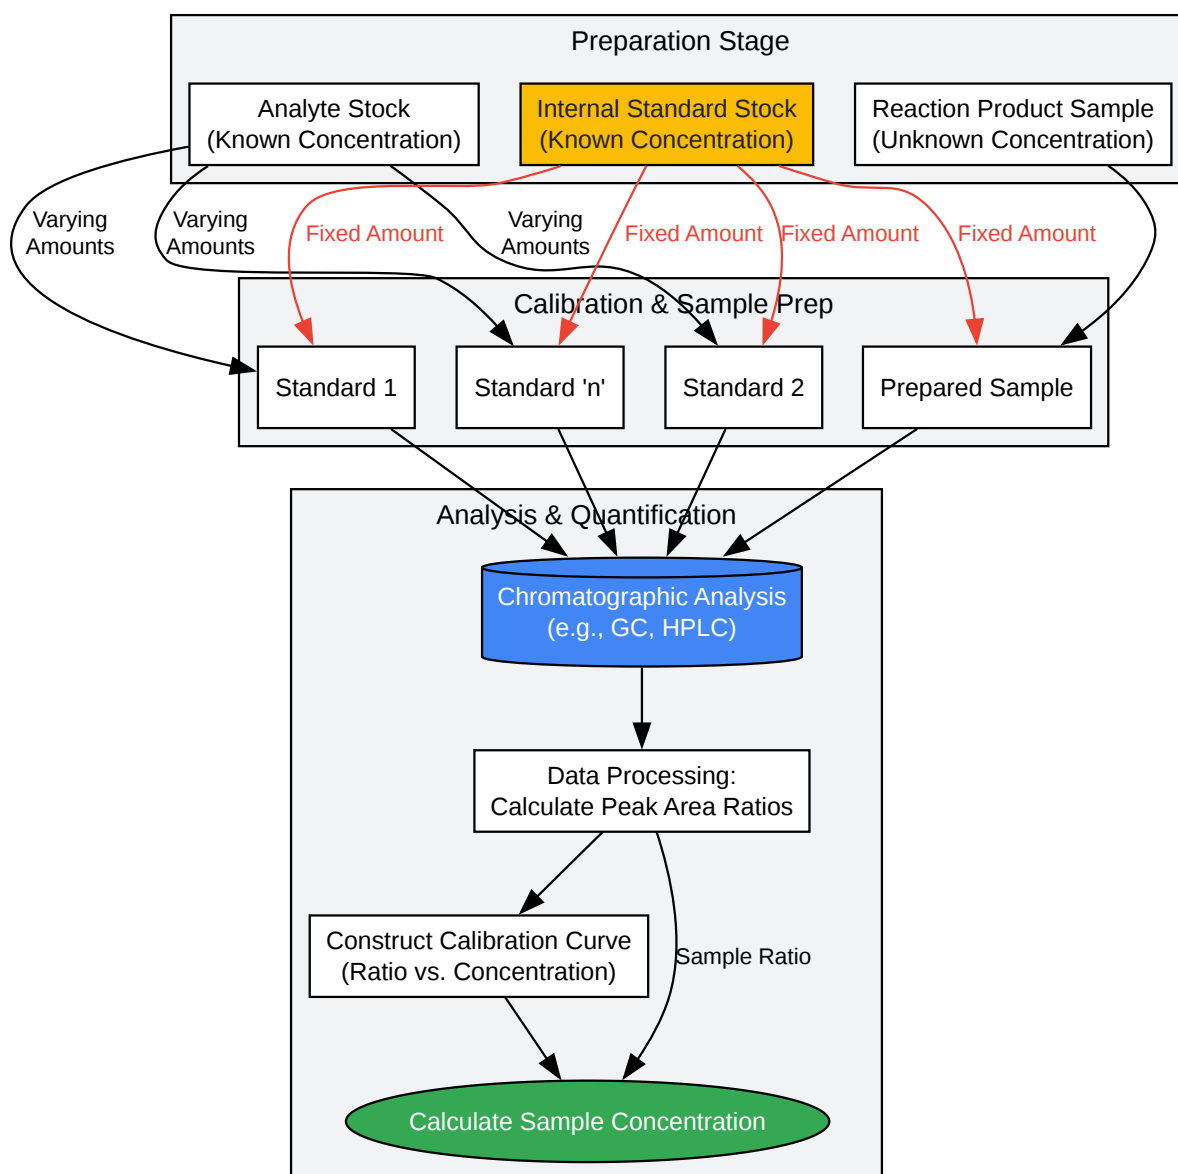 Preparation Stage
Analyte Stock
(Known Concentration)
Internal Standard Stock
(Known Concentration)
Reaction Product Sample
(Unknown Concentration)
Varying
Amounts
Varying
Amounts
Fixed Amount
Varying
Amounts
Fixed Amount
Fixed Amount
Fixed Amount
Calibration & Sample Prep
Standard 1
Standard 'n'
Standard 2
Prepared Sample
Analysis & Quantification
Chromatographic Analysis
(e.g., GC, HPLC)
Data Processing:
Calculate Peak Area Ratios
Construct Calibration Curve
(Ratio vs. Concentration)
Sample Ratio
Calculate Sample Concentration